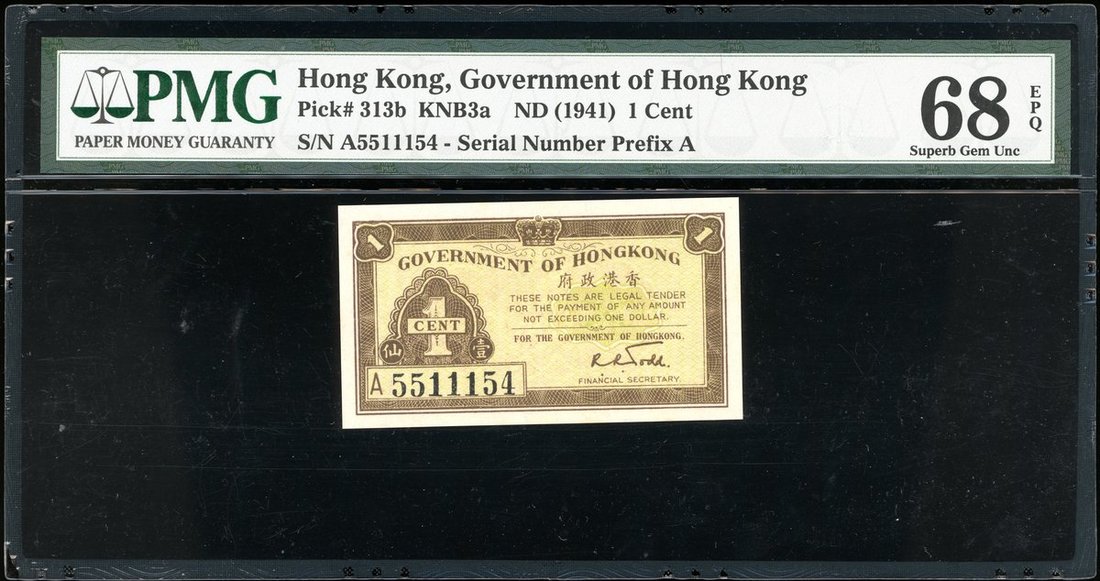 PMG
PAPER MONEY GUARANTY
Hong Kong, Government of Hong Kong
Pick# 313b KNB3a ND (1941) 1 Cent
S/N A5511154 - Serial Number Prefix A
68
EPQ
Superb Gem Unc
1
1
GOVERNMENT OF HONGKONG
府政港香
THESE NOTES ARE LEGAL TENDER
FOR THE PAYMENT OF ANY AMOUNT
NOT EXCEEDING ONE DOLLAR.
FOR THE GOVERNMENT OF HONGKONG.
1
CENT
仙 壹
R R Todd.
A 5511154
FINANCIAL SECRETARY.